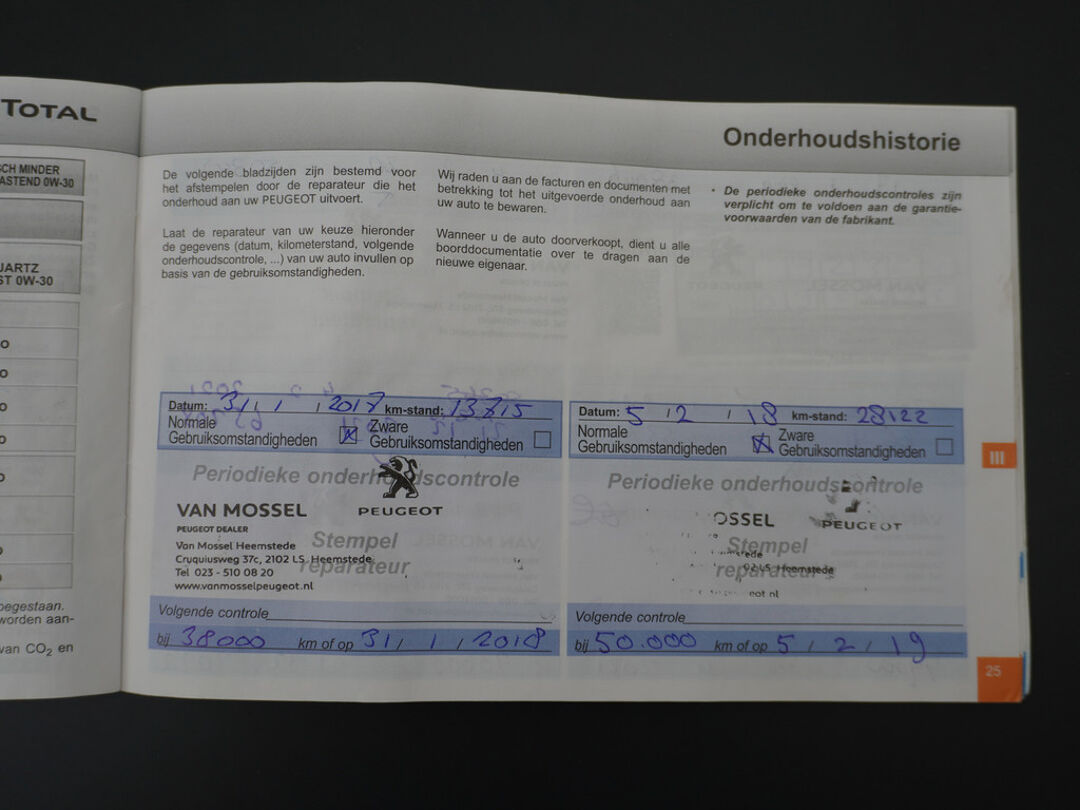 TOTAL
SCH MINDER
ASTEND 0W-30
UARTZ
ST 0W-30
oegestaan.
worden aan-
van CO2 en
Onderhoudshistorie
De volgende bladzijden zijn bestemd voor
het afstempelen door de reparateur die het
onderhoud aan uw PEUGEOT uitvoert.
Laat de reparateur van uw keuze hieronder
de gegevens (datum, kilometerstand, volgende
onderhoudscontrole, ...) van uw auto invullen op
basis van de gebruiksomstandigheden.
Wij raden u aan de facturen en documenten met
betrekking tot het uitgevoerde onderhoud aan
uw auto te bewaren.
Wanneer u de auto doorverkoopt, dient u alle
boorddocumentatie over te dragen aan de
nieuwe eigenaar.
• De periodieke onderhoudscontroles zijn
verplicht om te voldoen aan de garantie-
voorwaarden van de fabrikant.
Datum: 31 / 1 / 2017 km-stand: 13715
Normale
Gebruiksomstandigheden
Zware
Gebruiksomstandigheden
Periodieke onderhoudscontrole
VAN MOSSEL
PEUGEOT DEALER
PEUGEOT
Van Mossel Heemstede
Cruquiusweg 37c, 2102 LS Heemstede
Tel 023 - 510 08 20
www.vanmosselpeugeot.nl
Stempel
reparateur
Volgende controle
bij 38000 km of op 31 / 1 / 2018
Datum: 5 / 2 / 18 km-stand: 28122
Normale
Gebruiksomstandigheden
Zware
Gebruiksomstandigheden
Periodieke onderhoudscontrole
OSSEL
PEUGEOT
Stempel
reparateur
02 LS Heemstede
eot nl
Volgende controle
bij 50.000 km of op 5 / 2 / 19
III
25